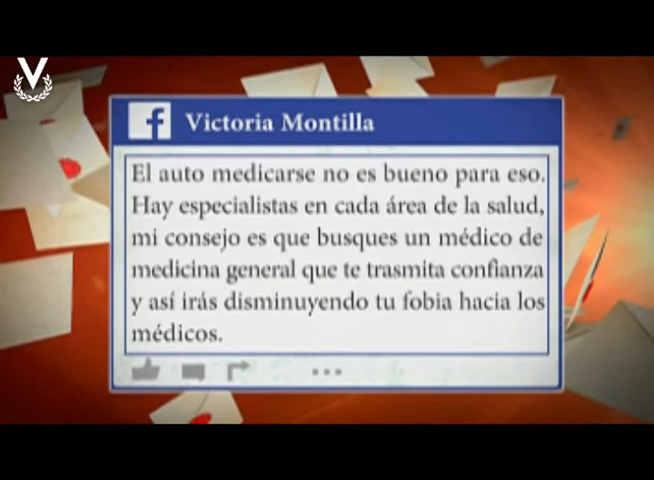 Victoria Montilla
El auto medicarse no es bueno para eso.
Hay especialistas en cada área de la salud,
mi consejo es que busques un médico de
medicina general que te trasmita confianza
y así irás disminuyendo tu fobia hacia los
médicos.